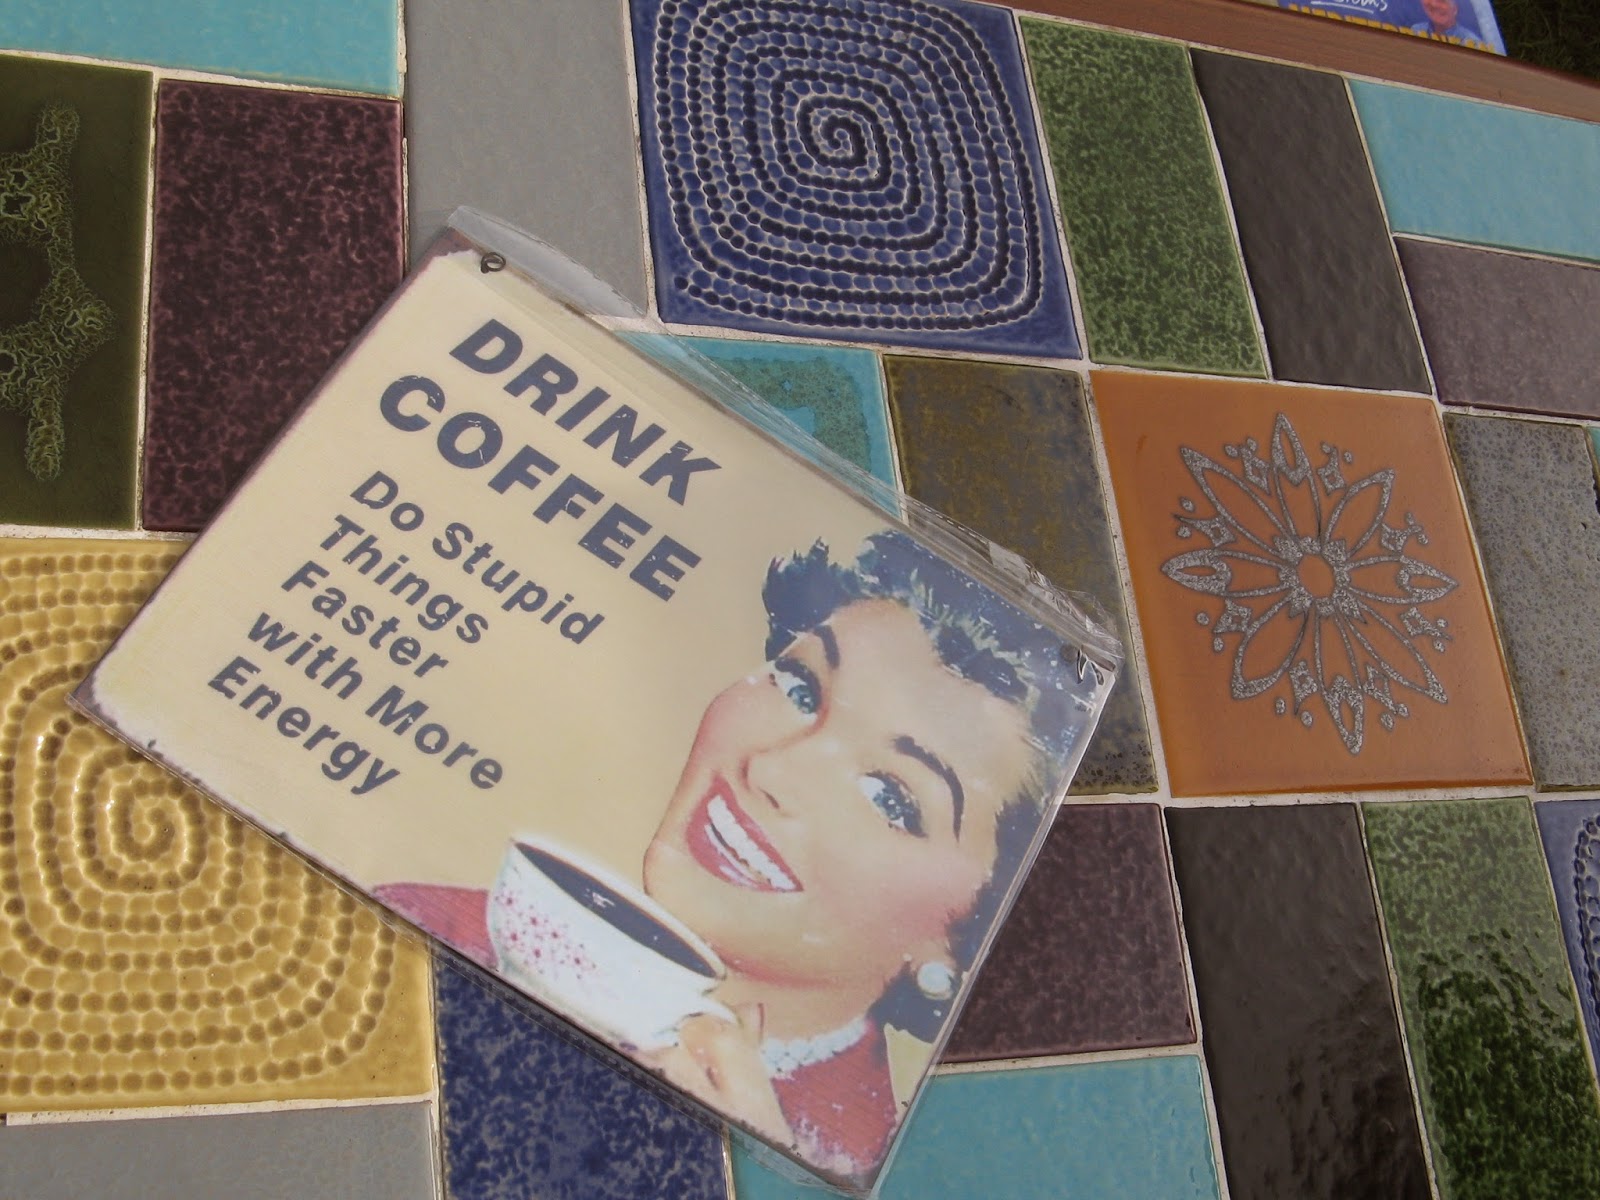 DRINK
COFFEE
Do Stupid
Things
Faster
with More
Energy